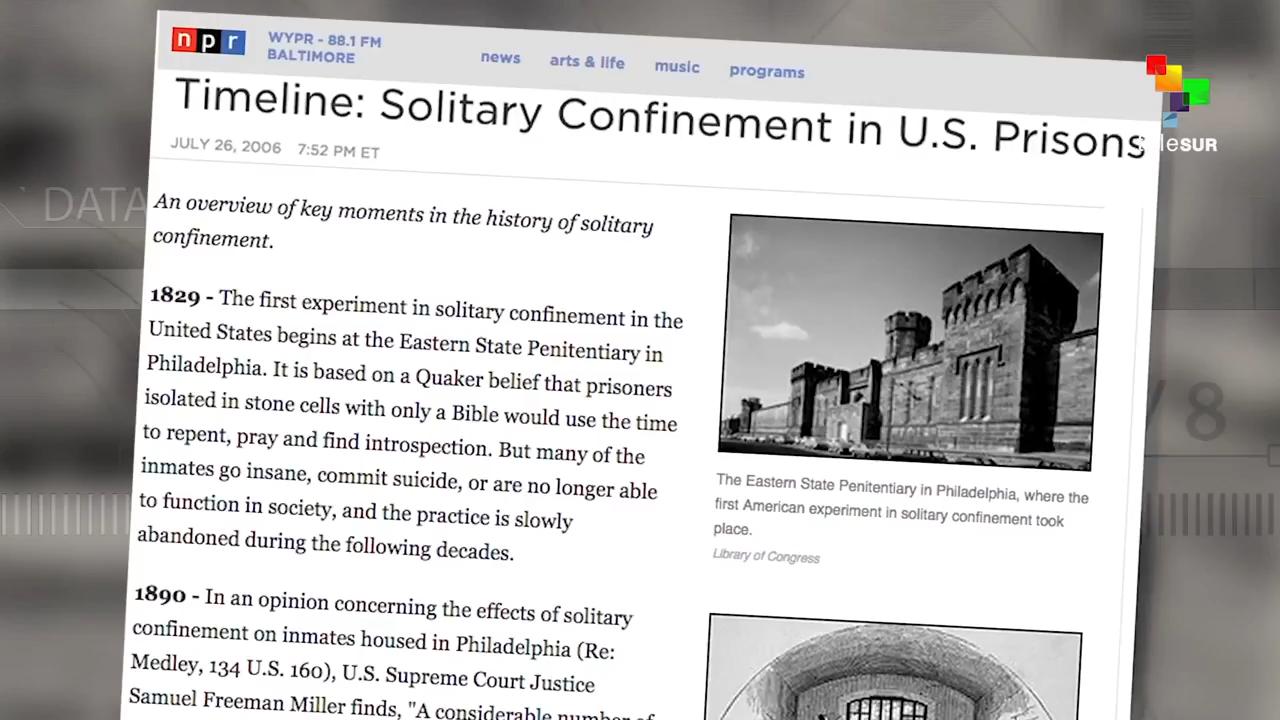 npr
WYPR - 88.1 FM
BALTIMORE
news
arts & life
music
programs
Timeline: Solitary Confinement in U.S. Prisons
JULY 26, 2006 7:52 PM ET
teleSUR
DATA
An overview of key moments in the history of solitary
confinement.
1829 - The first experiment in solitary confinement in the
United States begins at the Eastern State Penitentiary in
Philadelphia. It is based on a Quaker belief that prisoners
isolated in stone cells with only a Bible would use the time
to repent, pray and find introspection. But many of the
inmates go insane, commit suicide, or are no longer able
to function in society, and the practice is slowly
abandoned during the following decades.
/ 8
The Eastern State Penitentiary in Philadelphia, where the
first American experiment in solitary confinement took
place.
Library of Congress
1890 - In an opinion concerning the effects of solitary
confinement on inmates housed in Philadelphia (Re:
Medley, 134 U.S. 160), U.S. Supreme Court Justice
Samuel Freeman Miller finds, "A considerable number of